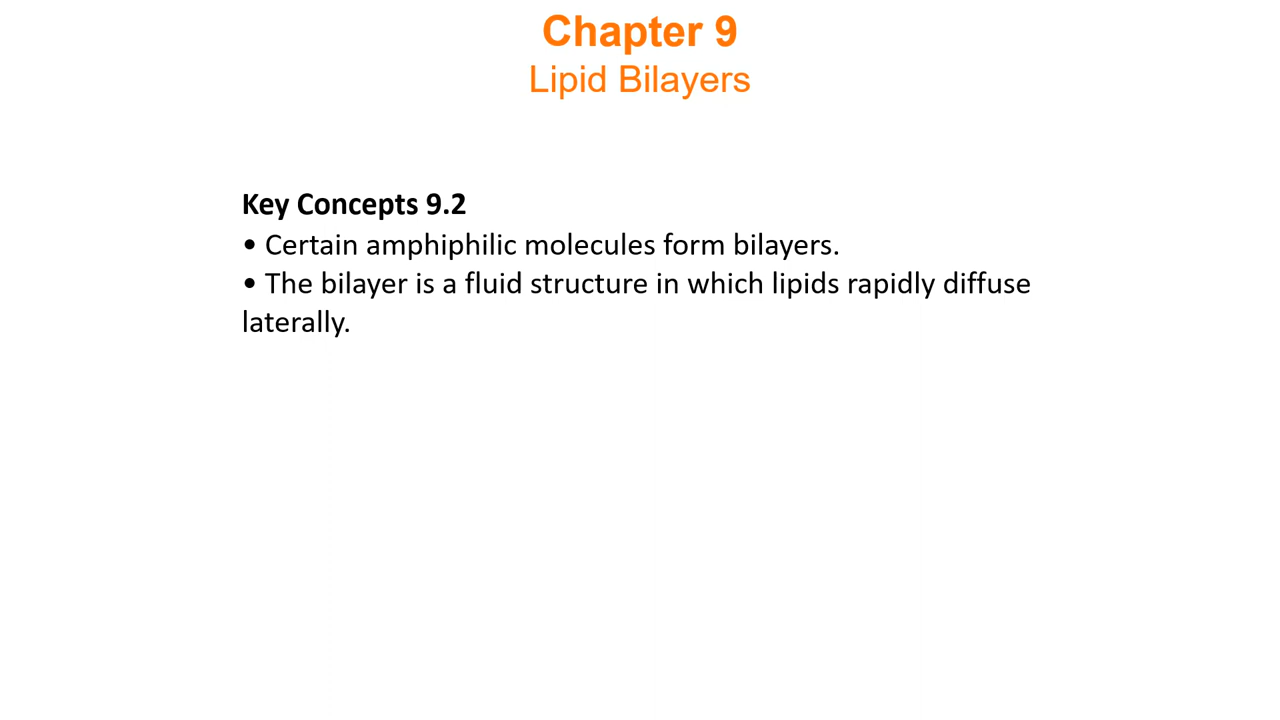 Chapter 9
Lipid Bilayers
Key Concepts 9.2
• Certain amphiphilic molecules form bilayers.
• The bilayer is a fluid structure in which lipids rapidly diffuse
laterally.